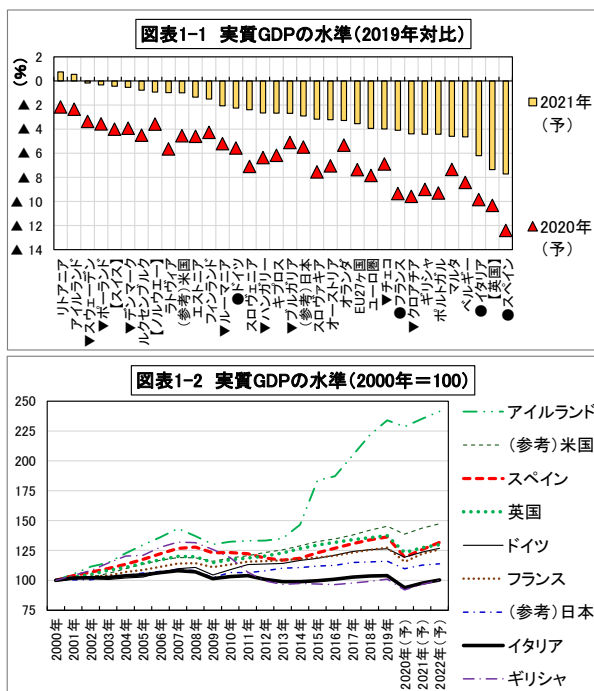 図表1-1 実質GDPの水準(2019年対比)
(%)
2
0
▲ 2
▲ 4
▲ 6
▲ 8
▲ 10
▲ 12
▲ 14
2021年
(予)
2020年
(予)
リトアニア
アイルランド
▼スウェーデン
▼ポーランド
【スイス】
▼デンマーク
ルクセンブルク
【ノルウエー】
ラトヴィア
(参考)米国
エストニア
フィンランド
▼ルーマニア
●ドイツ
スロヴェニア
▼ハンガリー
キプロス
▼ブルガリア
(参考)日本
スロヴァキア
オーストリア
オランダ
EU27ヶ国
ユーロ圏
▼チェコ
●フランス
▼クロアチア
ギリシャ
ポルトガル
マルタ
ベルギー
●イタリア
【英国】
●スペイン
図表1-2 実質GDPの水準(2000年=100)
250
225
200
175
150
125
100
75
2000年
2001年
2002年
2003年
2004年
2005年
2006年
2007年
2008年
2009年
2010年
2011年
2012年
2013年
2014年
2015年
2016年
2017年
2018年
2019年
2020年(予)
2021年(予)
2022年(予)
アイルランド
(参考)米国
スペイン
英国
ドイツ
フランス
(参考)日本
イタリア
ギリシャ